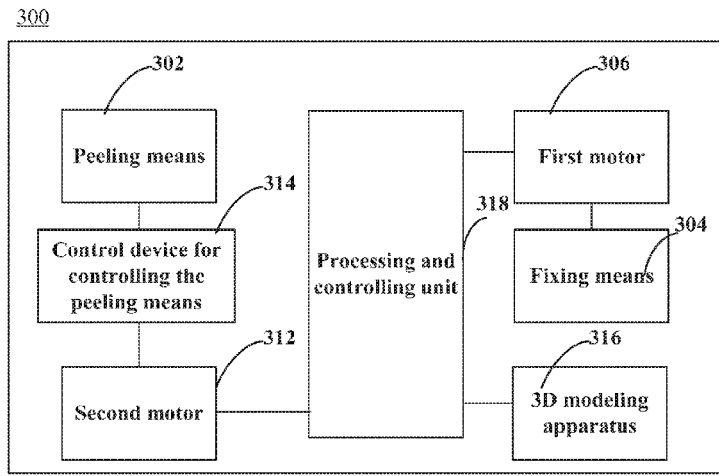 300
302
306
Peeling means
First motor
314
318
304
Control device for
controlling the
peeling means
Processing and
controlling unit
Fixing means
312
316
Second motor
3D modeling
apparatus